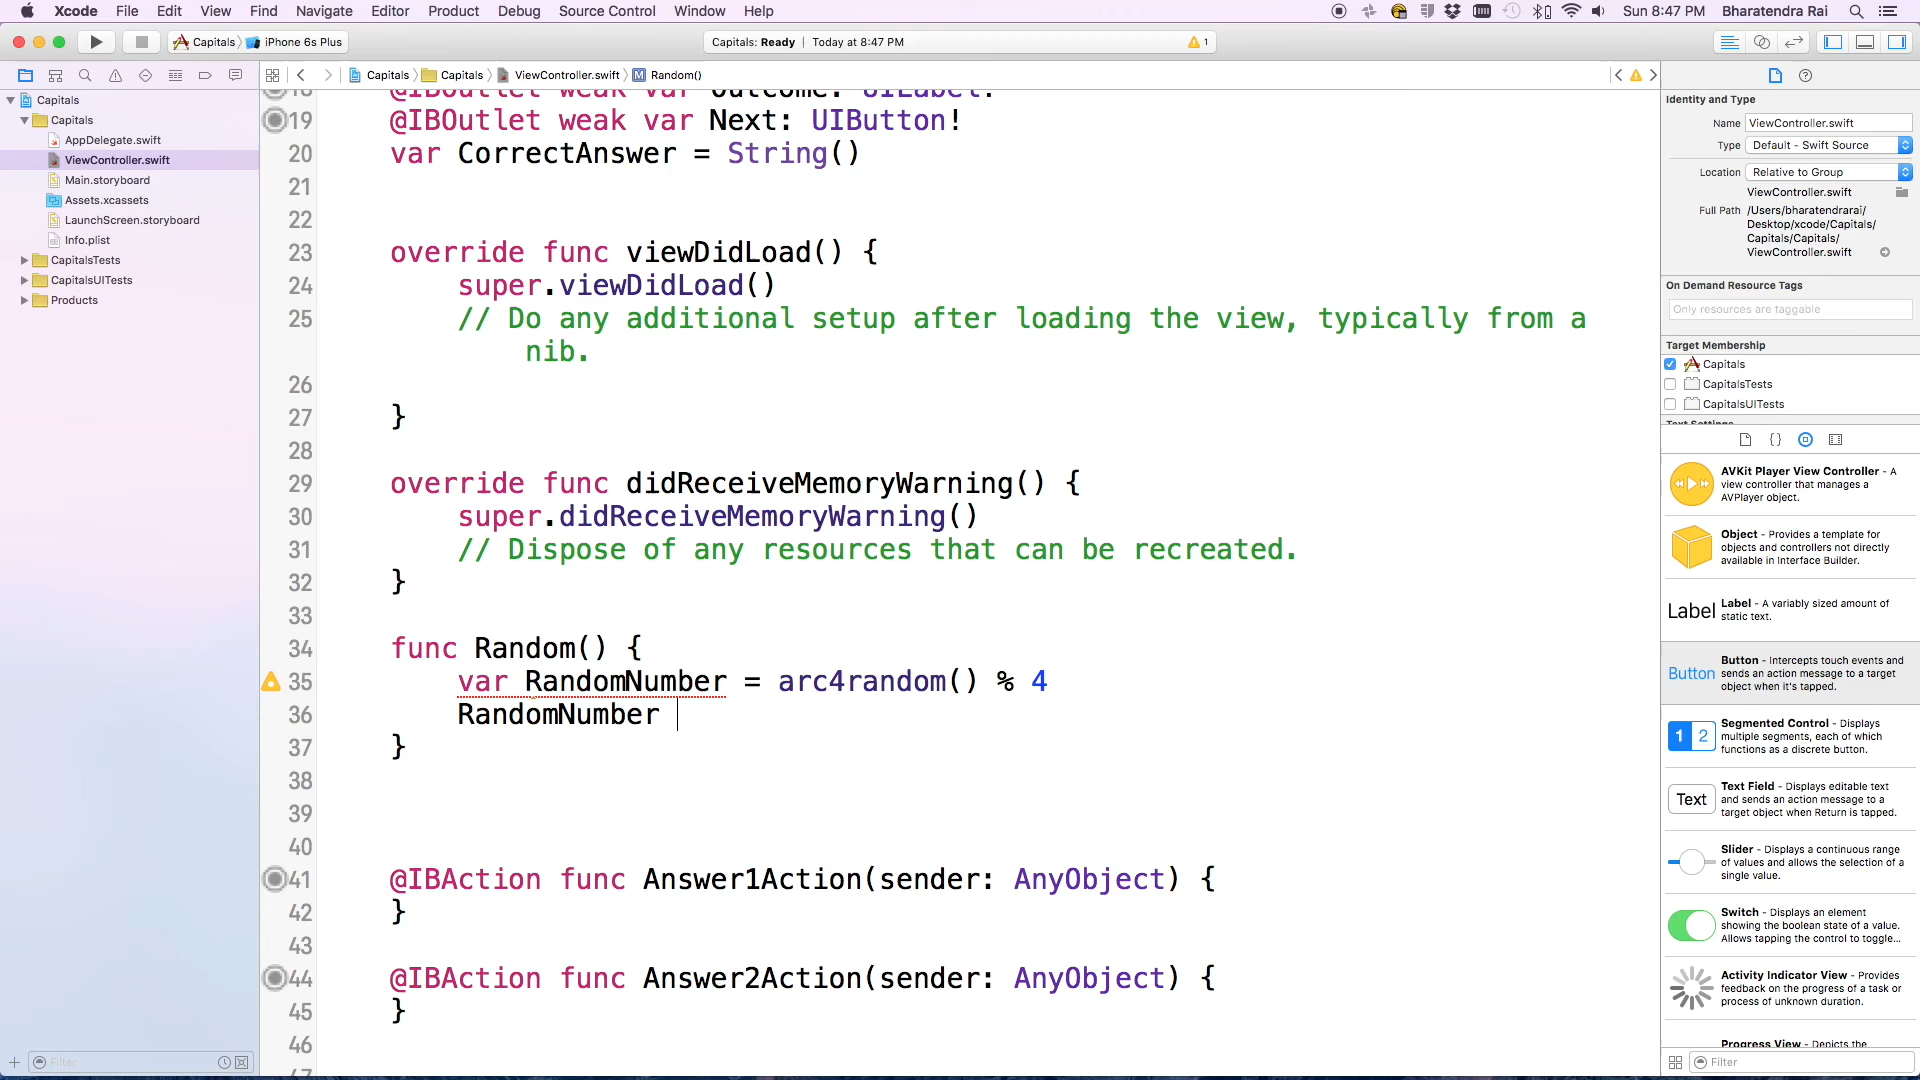 Xcode File Edit View Find Navigate Editor Product Debug Source Control Window Help Sun 8:47 PM Bharatendra Rai
Capitals iPhone 6s Plus Capitals: Ready | Today at 8:47 PM 1
Capitals Capitals ViewController.swift M Random()
Capitals
Capitals
AppDelegate.swift
ViewController.swift
Main.storyboard
Assets.xcassets
LaunchScreen.storyboard
Info.plist
CapitalsTests
CapitalsUITests
Products
Filter
18 @IBOutlet weak var Outcome: UILabel!
19 @IBOutlet weak var Next: UIButton!
20 var CorrectAnswer = String()
21
22
23 override func viewDidLoad() {
24 super.viewDidLoad()
25 // Do any additional setup after loading the view, typically from a
nib.
26
27 }
28
29 override func didReceiveMemoryWarning() {
30 super.didReceiveMemoryWarning()
31 // Dispose of any resources that can be recreated.
32 }
33
34 func Random() {
35 var RandomNumber = arc4random() % 4
36 RandomNumber
37 }
38
39
40
41 @IBAction func Answer1Action(sender: AnyObject) {
42 }
43
44 @IBAction func Answer2Action(sender: AnyObject) {
45 }
46
47
Identity and Type
Name ViewController.swift
Type Default - Swift Source
Location Relative to Group
ViewController.swift
Full Path /Users/bharatendrarai/
Desktop/xcode/Capitals/
Capitals/Capitals/
ViewController.swift
On Demand Resource Tags
Only resources are taggable
Target Membership
Capitals
CapitalsTests
CapitalsUITests
Text Settings
AVKit Player View Controller - A
view controller that manages a
AVPlayer object.
Object - Provides a template for
objects and controllers not directly
available in Interface Builder.
Label Label - A variably sized amount of
static text.
Button Button - Intercepts touch events and
sends an action message to a target
object when it's tapped.
1 2 Segmented Control - Displays
multiple segments, each of which
functions as a discrete button.
Text Text Field - Displays editable text
and sends an action message to a
target object when Return is tapped.
Slider - Displays a continuous range
of values and allows the selection of a
single value.
Switch - Displays an element
showing the boolean state of a value.
Allows tapping the control to toggle...
Activity Indicator View - Provides
feedback on the progress of a task or
process of unknown duration.
Progress View - Depicts the
Filter